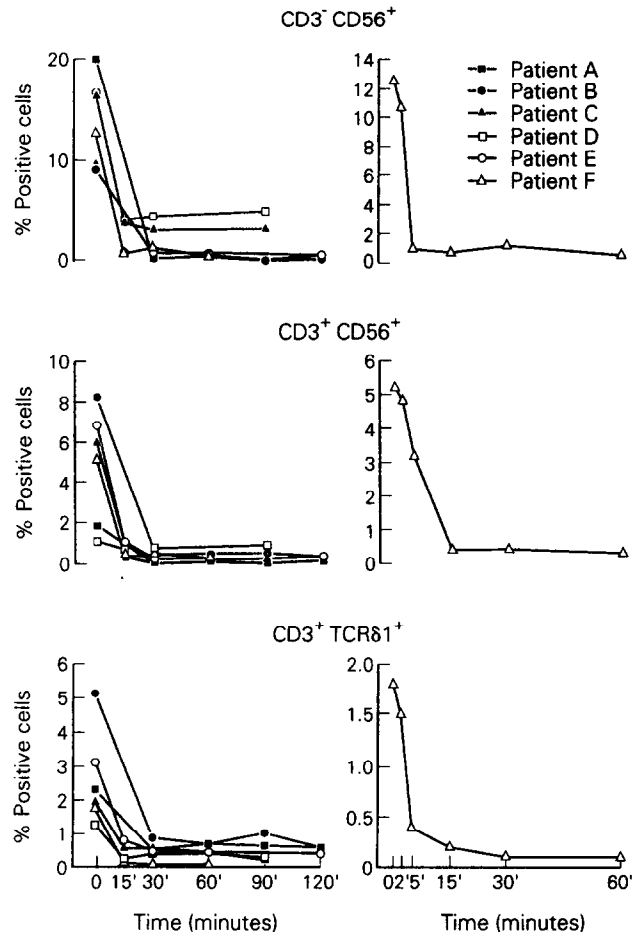 CD3⁻ CD56⁺
% Positive cells
20
10
0
14
12
10
8
6
4
2
1
0
Patient A
Patient B
Patient C
Patient D
Patient E
Patient F
CD3⁺ CD56⁺
% Positive cells
10
8
6
4
2
0
6
5
4
3
2
1
0
CD3⁺ TCRδ1⁺
% Positive cells
6
5
4
3
2
1
0
2.0
1.5
1.0
0.5
0
0 15' 30' 60' 90' 120'
02'5' 15' 30' 60'
Time (minutes)
Time (minutes)